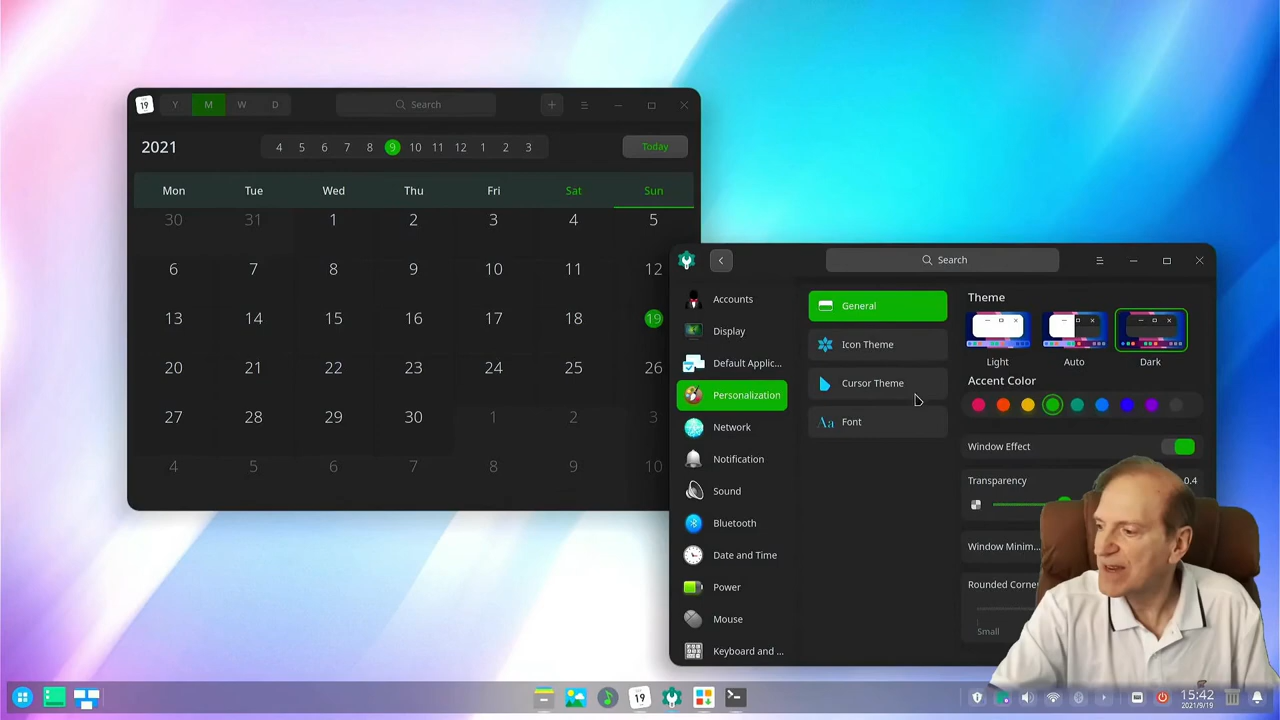 19 Y M W D Search
2021 4 5 6 7 8 9 10 11 12 1 2 3 Today
Mon Tue Wed Thu Fri Sat Sun
30 31 1 2 3 4 5
6 7 8 9 10 11 12
13 14 15 16 17 18 19
20 21 22 23 24 25 26
27 28 29 30 1 2 3
4 5 6 7 8 9 10
Search
Accounts
Display
Default Applic...
Personalization
Network
Notification
Sound
Bluetooth
Date and Time
Power
Mouse
Keyboard and ...
General
Icon Theme
Cursor Theme
Aa Font
Theme
Light Auto Dark
Accent Color
Window Effect
Transparency 0.4
Window Minim...
Rounded Corne
Small
19
15:42
2021/9/19